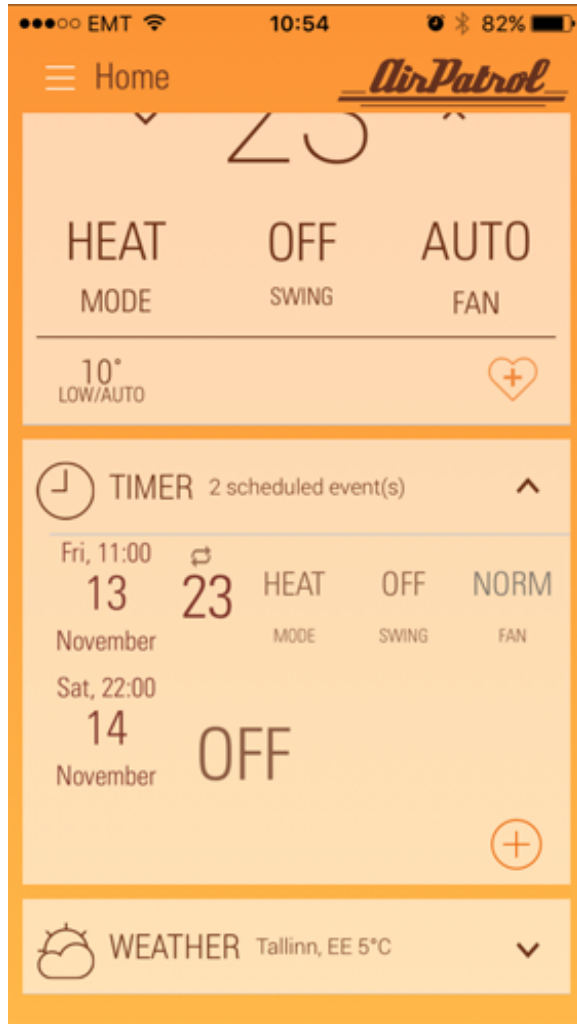 EMT 10:54 82%
Home AirPatrol
23
HEAT OFF AUTO
MODE SWING FAN
10°
LOW/AUTO
TIMER 2 scheduled event(s)
Fri, 11:00
13 23 HEAT OFF NORM
November MODE SWING FAN
Sat, 22:00
14 OFF
November
WEATHER Tallinn, EE 5°C